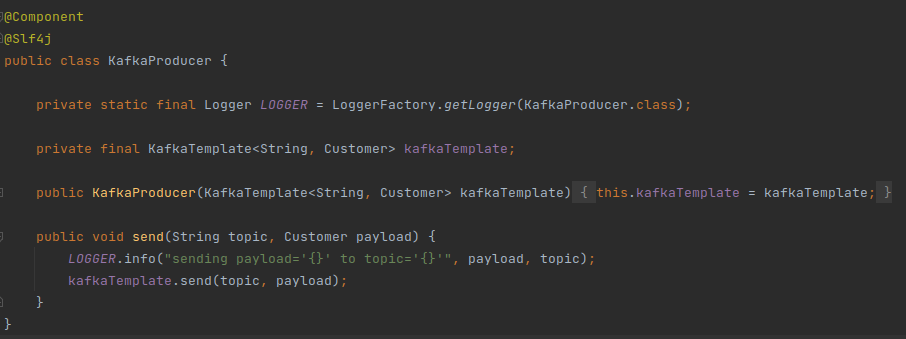 @Component
@Slf4j
public class KafkaProducer {
private static final Logger LOGGER = LoggerFactory.getLogger(KafkaProducer.class);
private final KafkaTemplate<String, Customer> kafkaTemplate;
public KafkaProducer(KafkaTemplate<String, Customer> kafkaTemplate) { this.kafkaTemplate = kafkaTemplate; }
public void send(String topic, Customer payload) {
LOGGER.info("sending payload='{}' to topic='{}'", payload, topic);
kafkaTemplate.send(topic, payload);
}
}